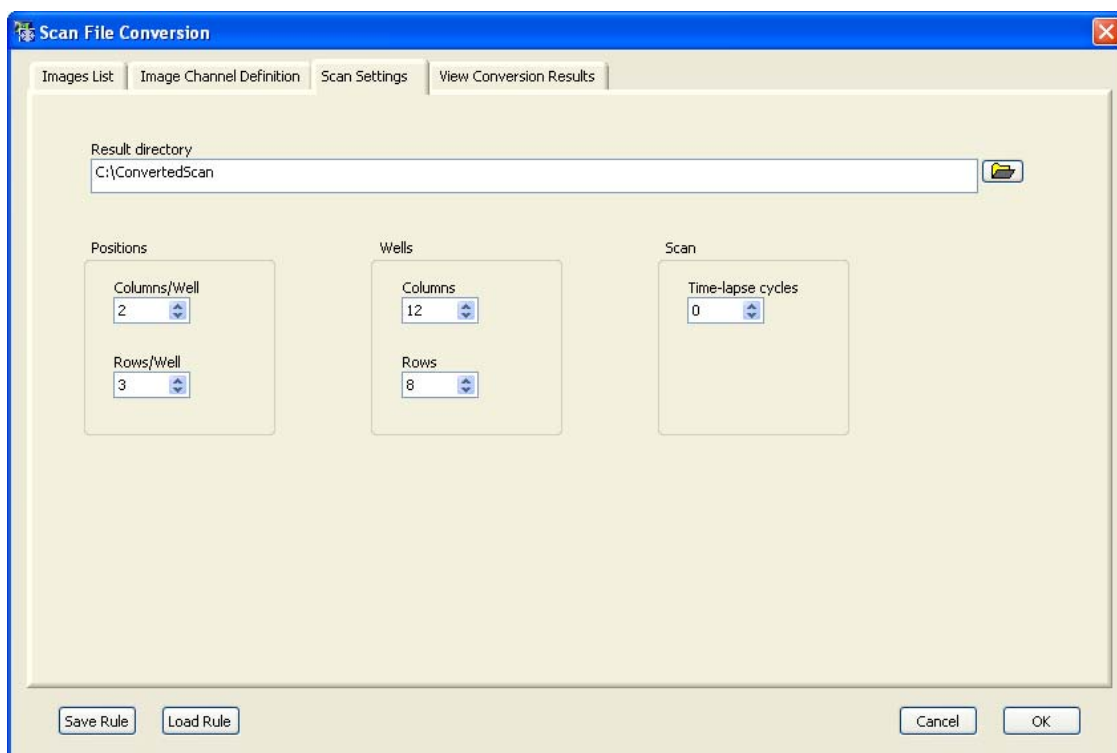 Scan File Conversion
Images List Image Channel Definition Scan Settings View Conversion Results
Result directory
C:\ConvertedScan
Positions Wells Scan
Columns/Well Columns Time-lapse cycles
2 12 0
Rows/Well Rows
3 8
Save Rule Load Rule Cancel OK